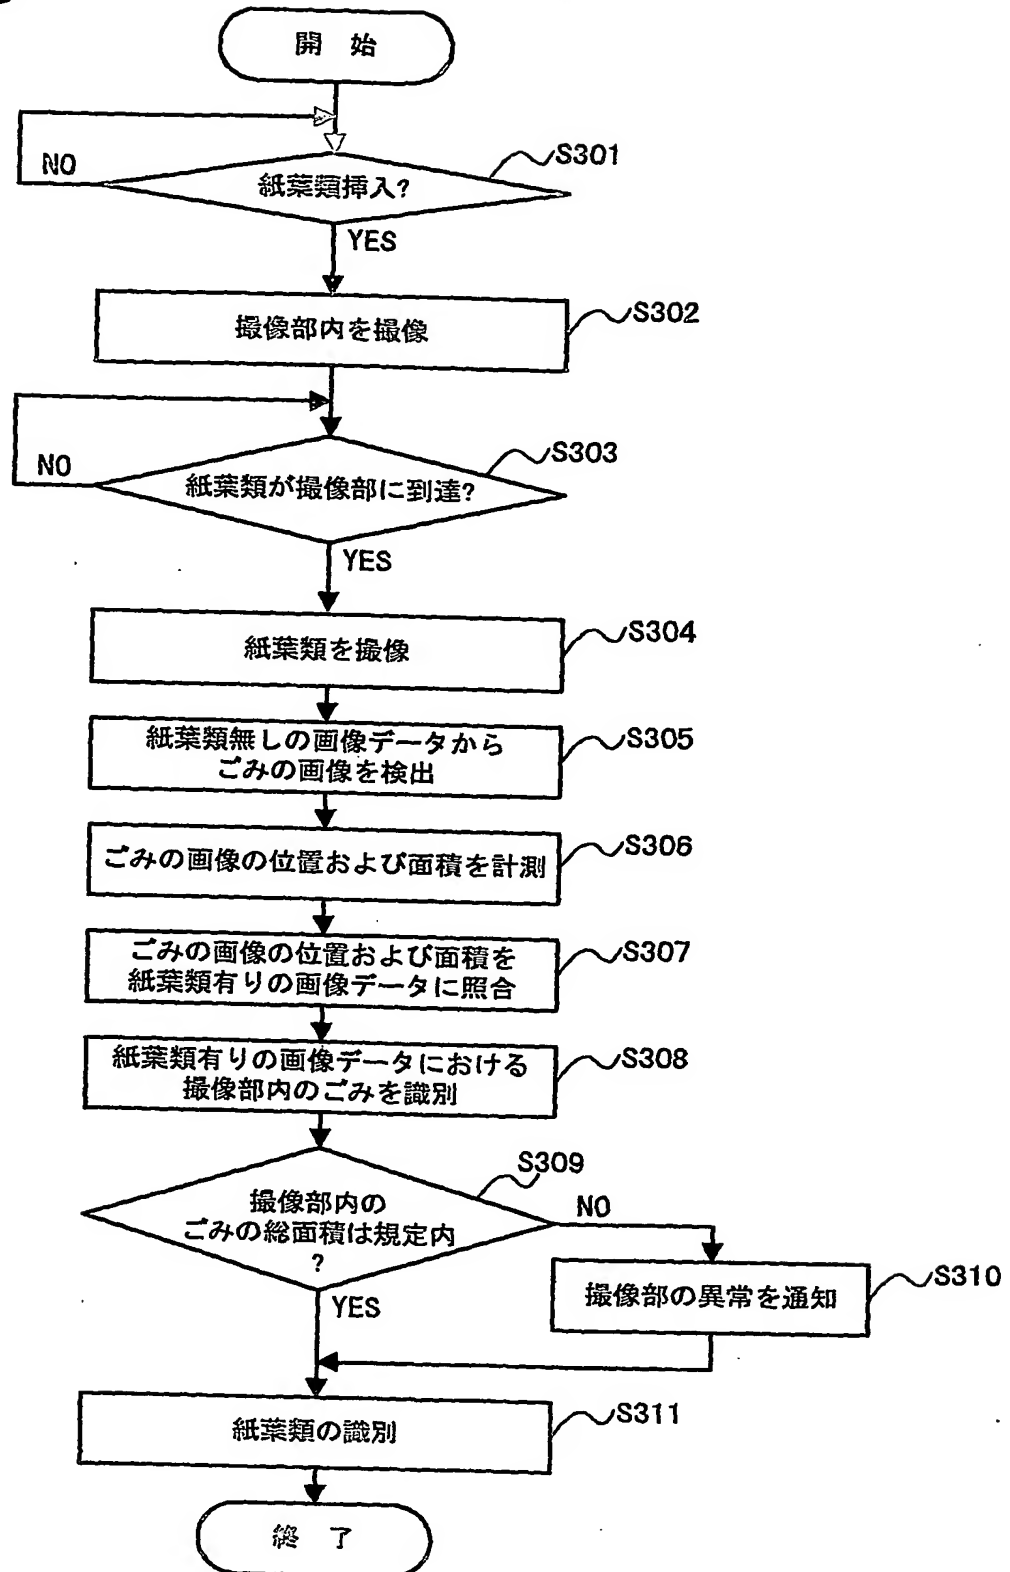 開 始
S301
NO
紙葉類挿入?
YES
S302
撮像部内を撮像
S303
NO
紙葉類が撮像部に到達?
YES
S304
紙葉類を撮像
S305
紙葉類無しの画像データから
ごみの画像を検出
S306
ごみの画像の位置および面積を計測
S307
ごみの画像の位置および面積を
紙葉類有りの画像データに照合
S308
紙葉類有りの画像データにおける
撮像部内のごみを識別
S309
撮像部内の
ごみの総面積は規定内
?
NO
YES
S310
撮像部の異常を通知
S311
紙葉類の識別
終 了